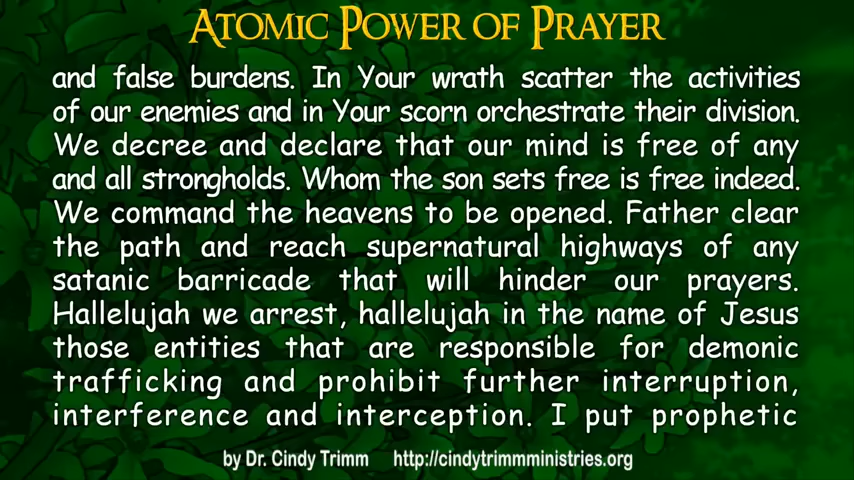 ATOMIC POWER OF PRAYER
and false burdens. In Your wrath scatter the activities
of our enemies and in Your scorn orchestrate their division.
We decree and declare that our mind is free of any
and all strongholds. Whom the son sets free is free indeed.
We command the heavens to be opened. Father clear
the path and reach supernatural highways of any
satanic barricade that will hinder our prayers.
Hallelujah we arrest, hallelujah in the name of Jesus
those entities that are responsible for demonic
trafficking and prohibit further interruption,
interference and interception. I put prophetic
by Dr. Cindy Trimm http://cindytrimmministries.org